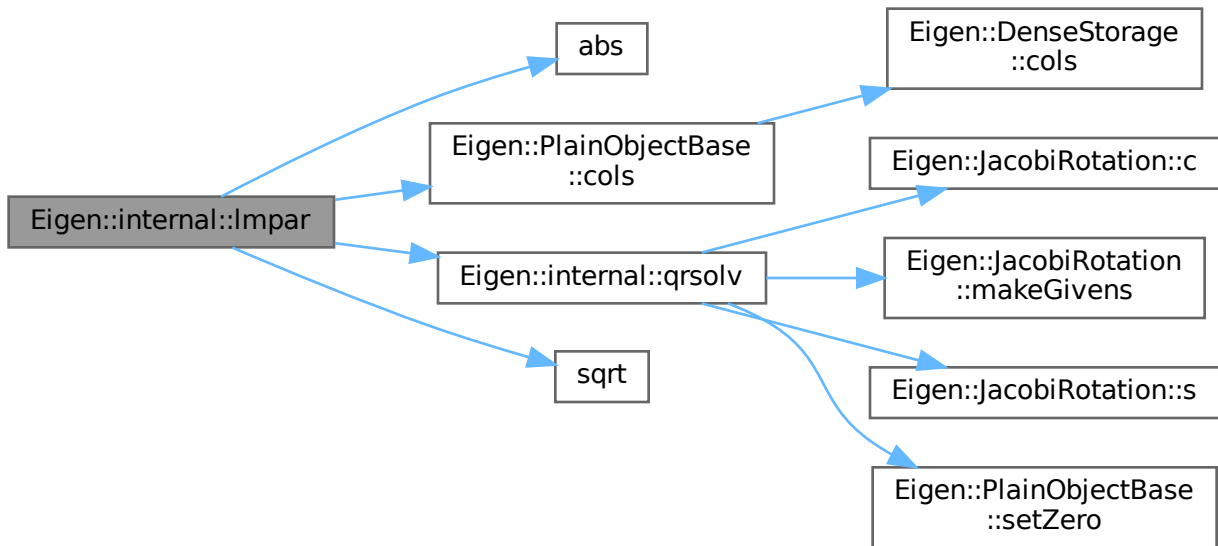 Eigen::internal::lmpar
abs
Eigen::PlainObjectBase
::cols
Eigen::internal::qrsolv
sqrt
Eigen::DenseStorage
::cols
Eigen::JacobiRotation::c
Eigen::JacobiRotation
::makeGivens
Eigen::JacobiRotation::s
Eigen::PlainObjectBase
::setZero